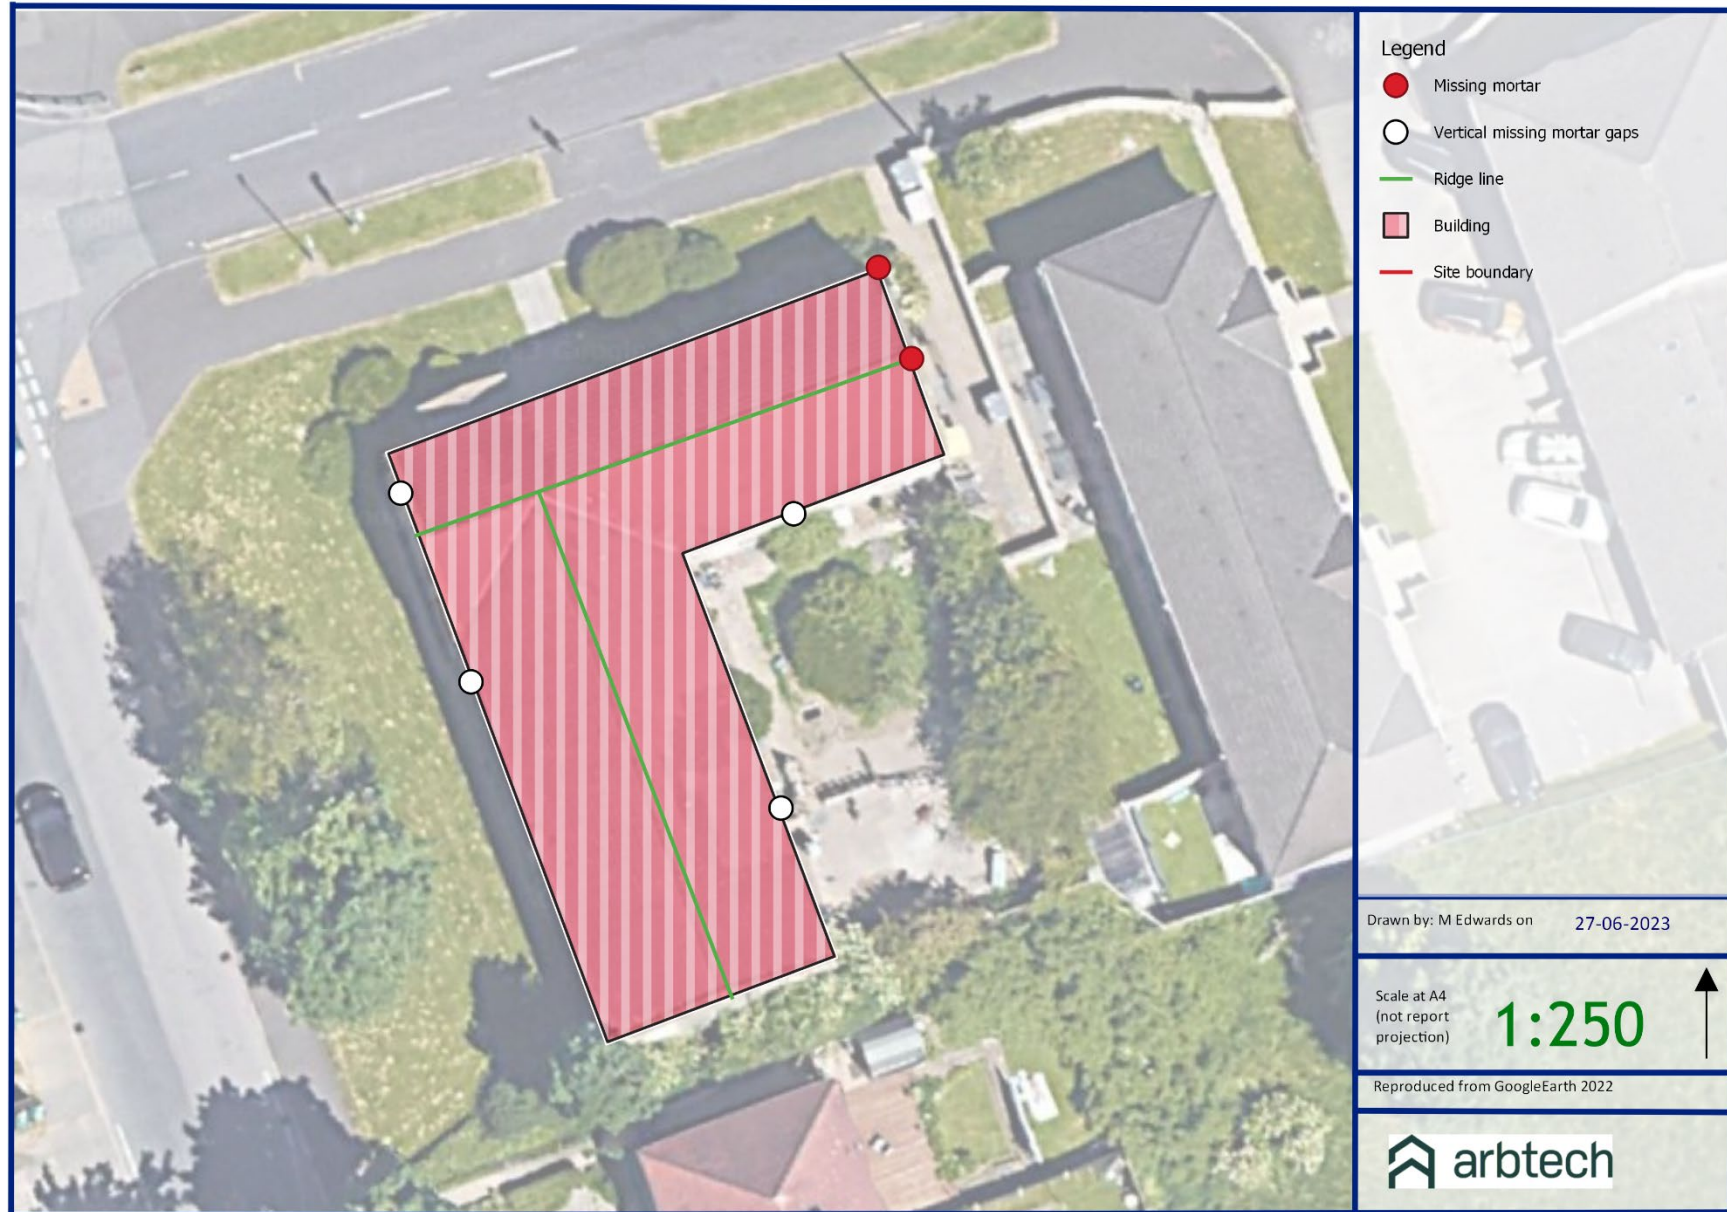 Legend
Missing mortar
Vertical missing mortar gaps
Ridge line
Building
Site boundary
Drawn by: M Edwards on 27-06-2023
Scale at A4
(not report
projection)
1:250
Reproduced from GoogleEarth 2022
arbtech